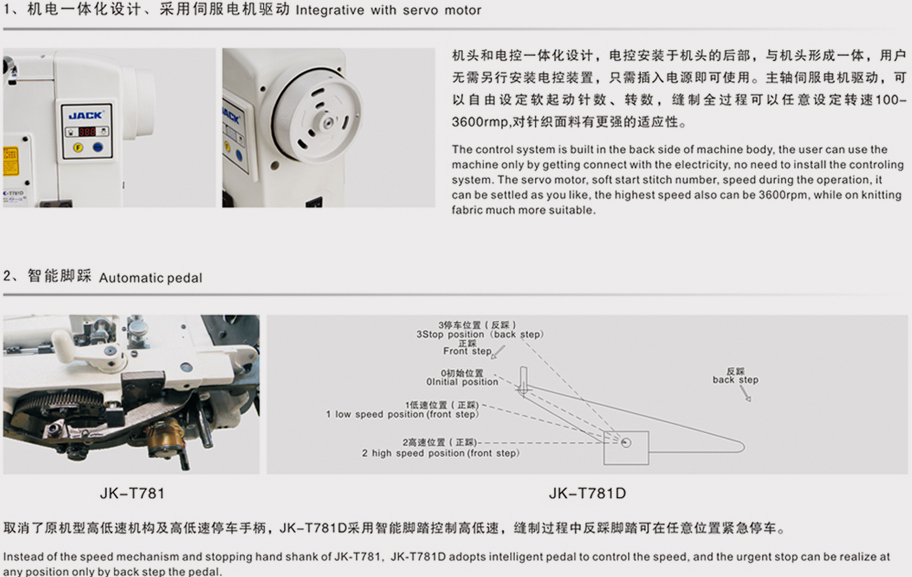 1、机电一体化设计、采用伺服电机驱动 Integrative with servo motor
JACK
机头和电控一体化设计，电控安装于机头的后部，与机头形成一体，用户
无需另行安装电控装置，只需插入电源即可使用。主轴伺服电机驱动，可
以自由设定软起动针数、转数，缝制全过程可以任意设定转速100-
3600rmp,对针织面料有更强的适应性。
The control system is built in the back side of machine body, the user can use the
machine only by getting connect with the electricity, no need to install the controling
system. The servo motor, soft start stitch number, speed during the operation, it
can be settled as you like, the highest speed also can be 3600rpm, while on knitting
fabric much more suitable.
2、智能脚踩 Automatic pedal
3停车位置（反踩）
3Stop position（back step)
正踩
Front step
0初始位置
0Initial position
1低速位置（正踩)
1 low speed position(front step)
2高速位置（正踩)
2 high speed position(front step)
反踩
back step
JK-T781
JK-T781D
取消了原机型高低速机构及高低速停车手柄，JK-T781D采用智能脚踏控制高低速，缝制过程中反踩脚踏可在任意位置紧急停车。
Instead of the speed mechanism and stopping hand shank of JK-T781, JK-T781D adopts intelligent pedal to control the speed, and the urgent stop can be realize at
any position only by back step the pedal.